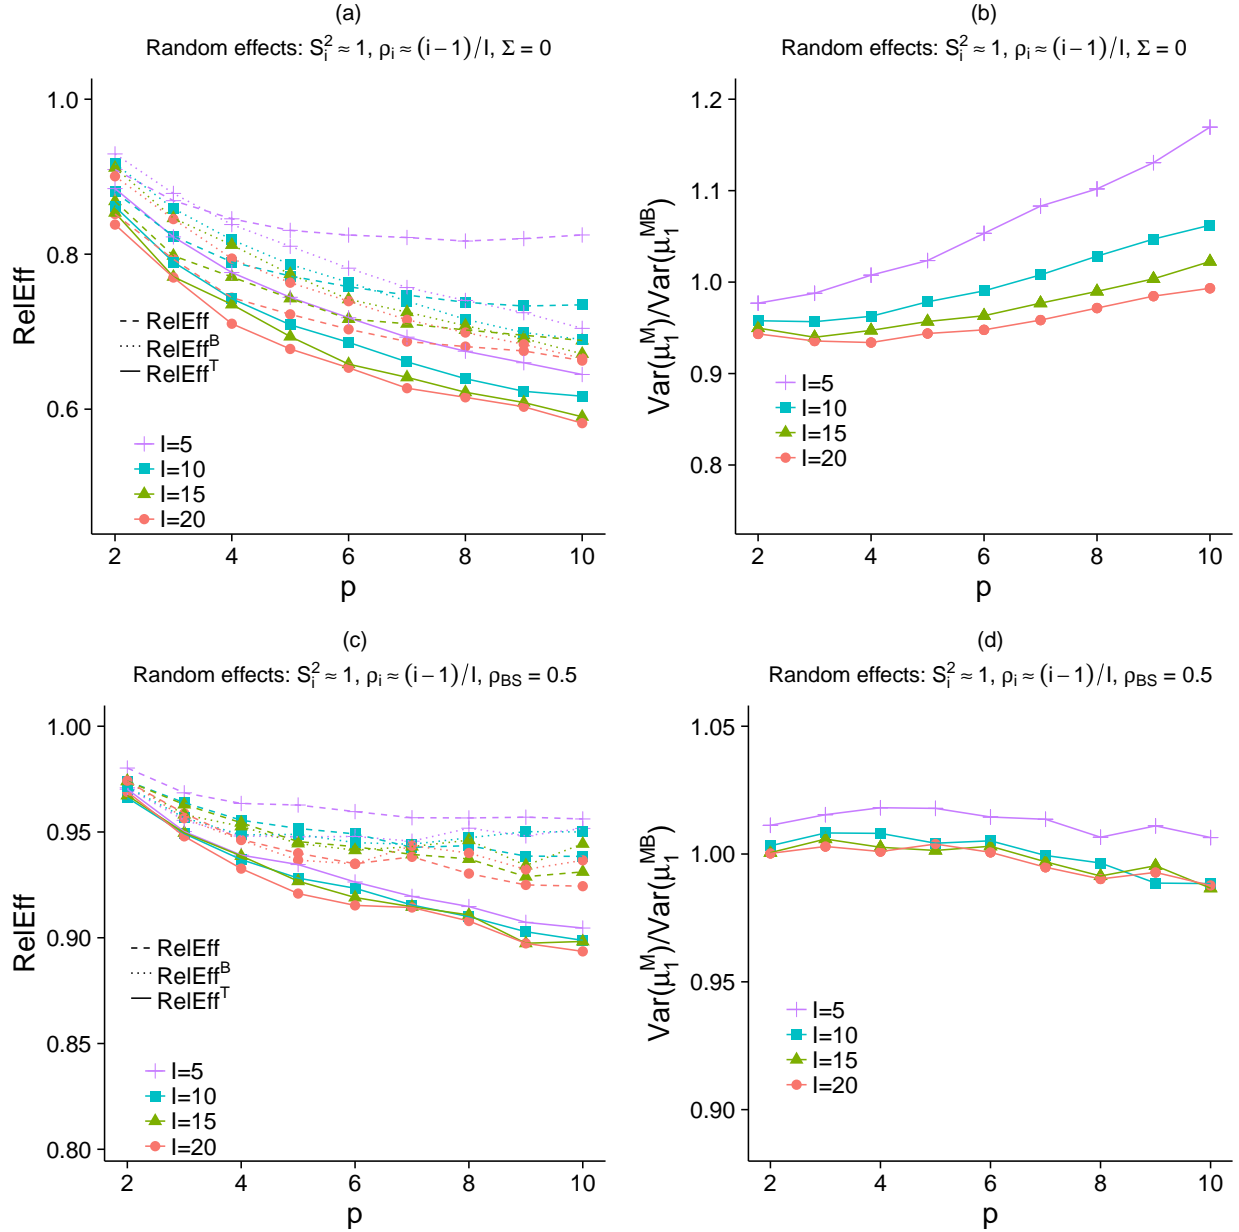 (a)
Random effects: S_i^2 ≈ 1, ρ_i ≈ (i − 1)/I, Σ = 0
1.0
0.8
0.6
RelEff
RelEff
RelEff^B
RelEff^T
I=5
I=10
I=15
I=20
2 4 6 8 10
p
(b)
Random effects: S_i^2 ≈ 1, ρ_i ≈ (i − 1)/I, Σ = 0
1.2
1.1
1.0
0.9
0.8
Var(μ_1^M)/Var(μ_1^MB)
I=5
I=10
I=15
I=20
2 4 6 8 10
p
(c)
Random effects: S_i^2 ≈ 1, ρ_i ≈ (i − 1)/I, ρ_BS = 0.5
1.00
0.95
0.90
0.85
0.80
RelEff
RelEff
RelEff^B
RelEff^T
I=5
I=10
I=15
I=20
2 4 6 8 10
p
(d)
Random effects: S_i^2 ≈ 1, ρ_i ≈ (i − 1)/I, ρ_BS = 0.5
1.05
1.00
0.95
0.90
Var(μ_1^M)/Var(μ_1^MB)
I=5
I=10
I=15
I=20
2 4 6 8 10
p